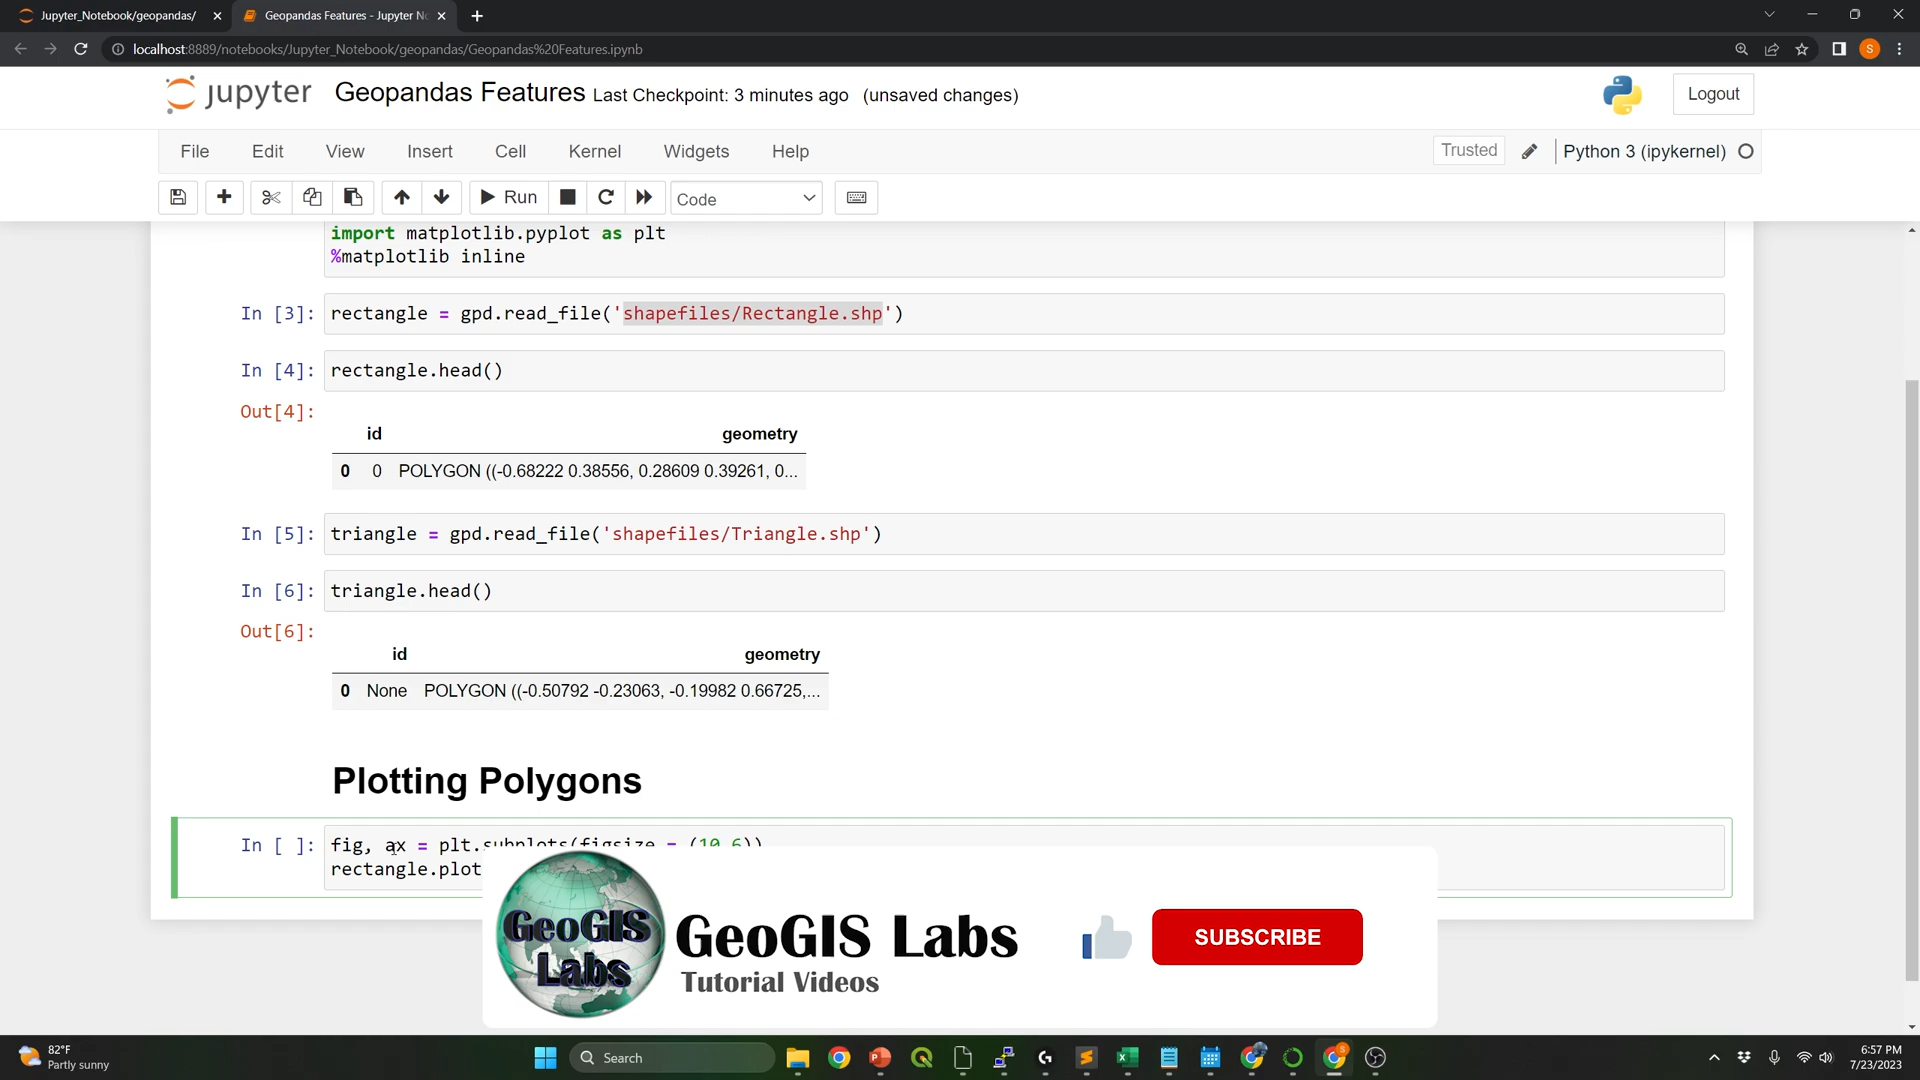 Jupyter_Notebook/geopandas/
Geopandas Features - Jupyter No
localhost:8889/notebooks/Jupyter_Notebook/geopandas/Geopandas%20Features.ipynb
S
jupyter Geopandas Features Last Checkpoint: 3 minutes ago (unsaved changes)
Logout
File Edit View Insert Cell Kernel Widgets Help
Trusted Python 3 (ipykernel)
Run Code
import matplotlib.pyplot as plt
%matplotlib inline
In [3]: rectangle = gpd.read_file('shapefiles/Rectangle.shp')
In [4]: rectangle.head()
Out[4]:
id geometry
0 0 POLYGON ((-0.68222 0.38556, 0.28609 0.39261, 0...
In [5]: triangle = gpd.read_file('shapefiles/Triangle.shp')
In [6]: triangle.head()
Out[6]:
id geometry
0 None POLYGON ((-0.50792 -0.23063, -0.19982 0.66725,...
Plotting Polygons
In [ ]: fig, ax = plt.subplots(figsize = (10,6))
rectangle.plot
GeoGIS Labs
GeoGIS Labs
Tutorial Videos
SUBSCRIBE
82°F
Partly sunny
Search
6:57 PM
7/23/2023